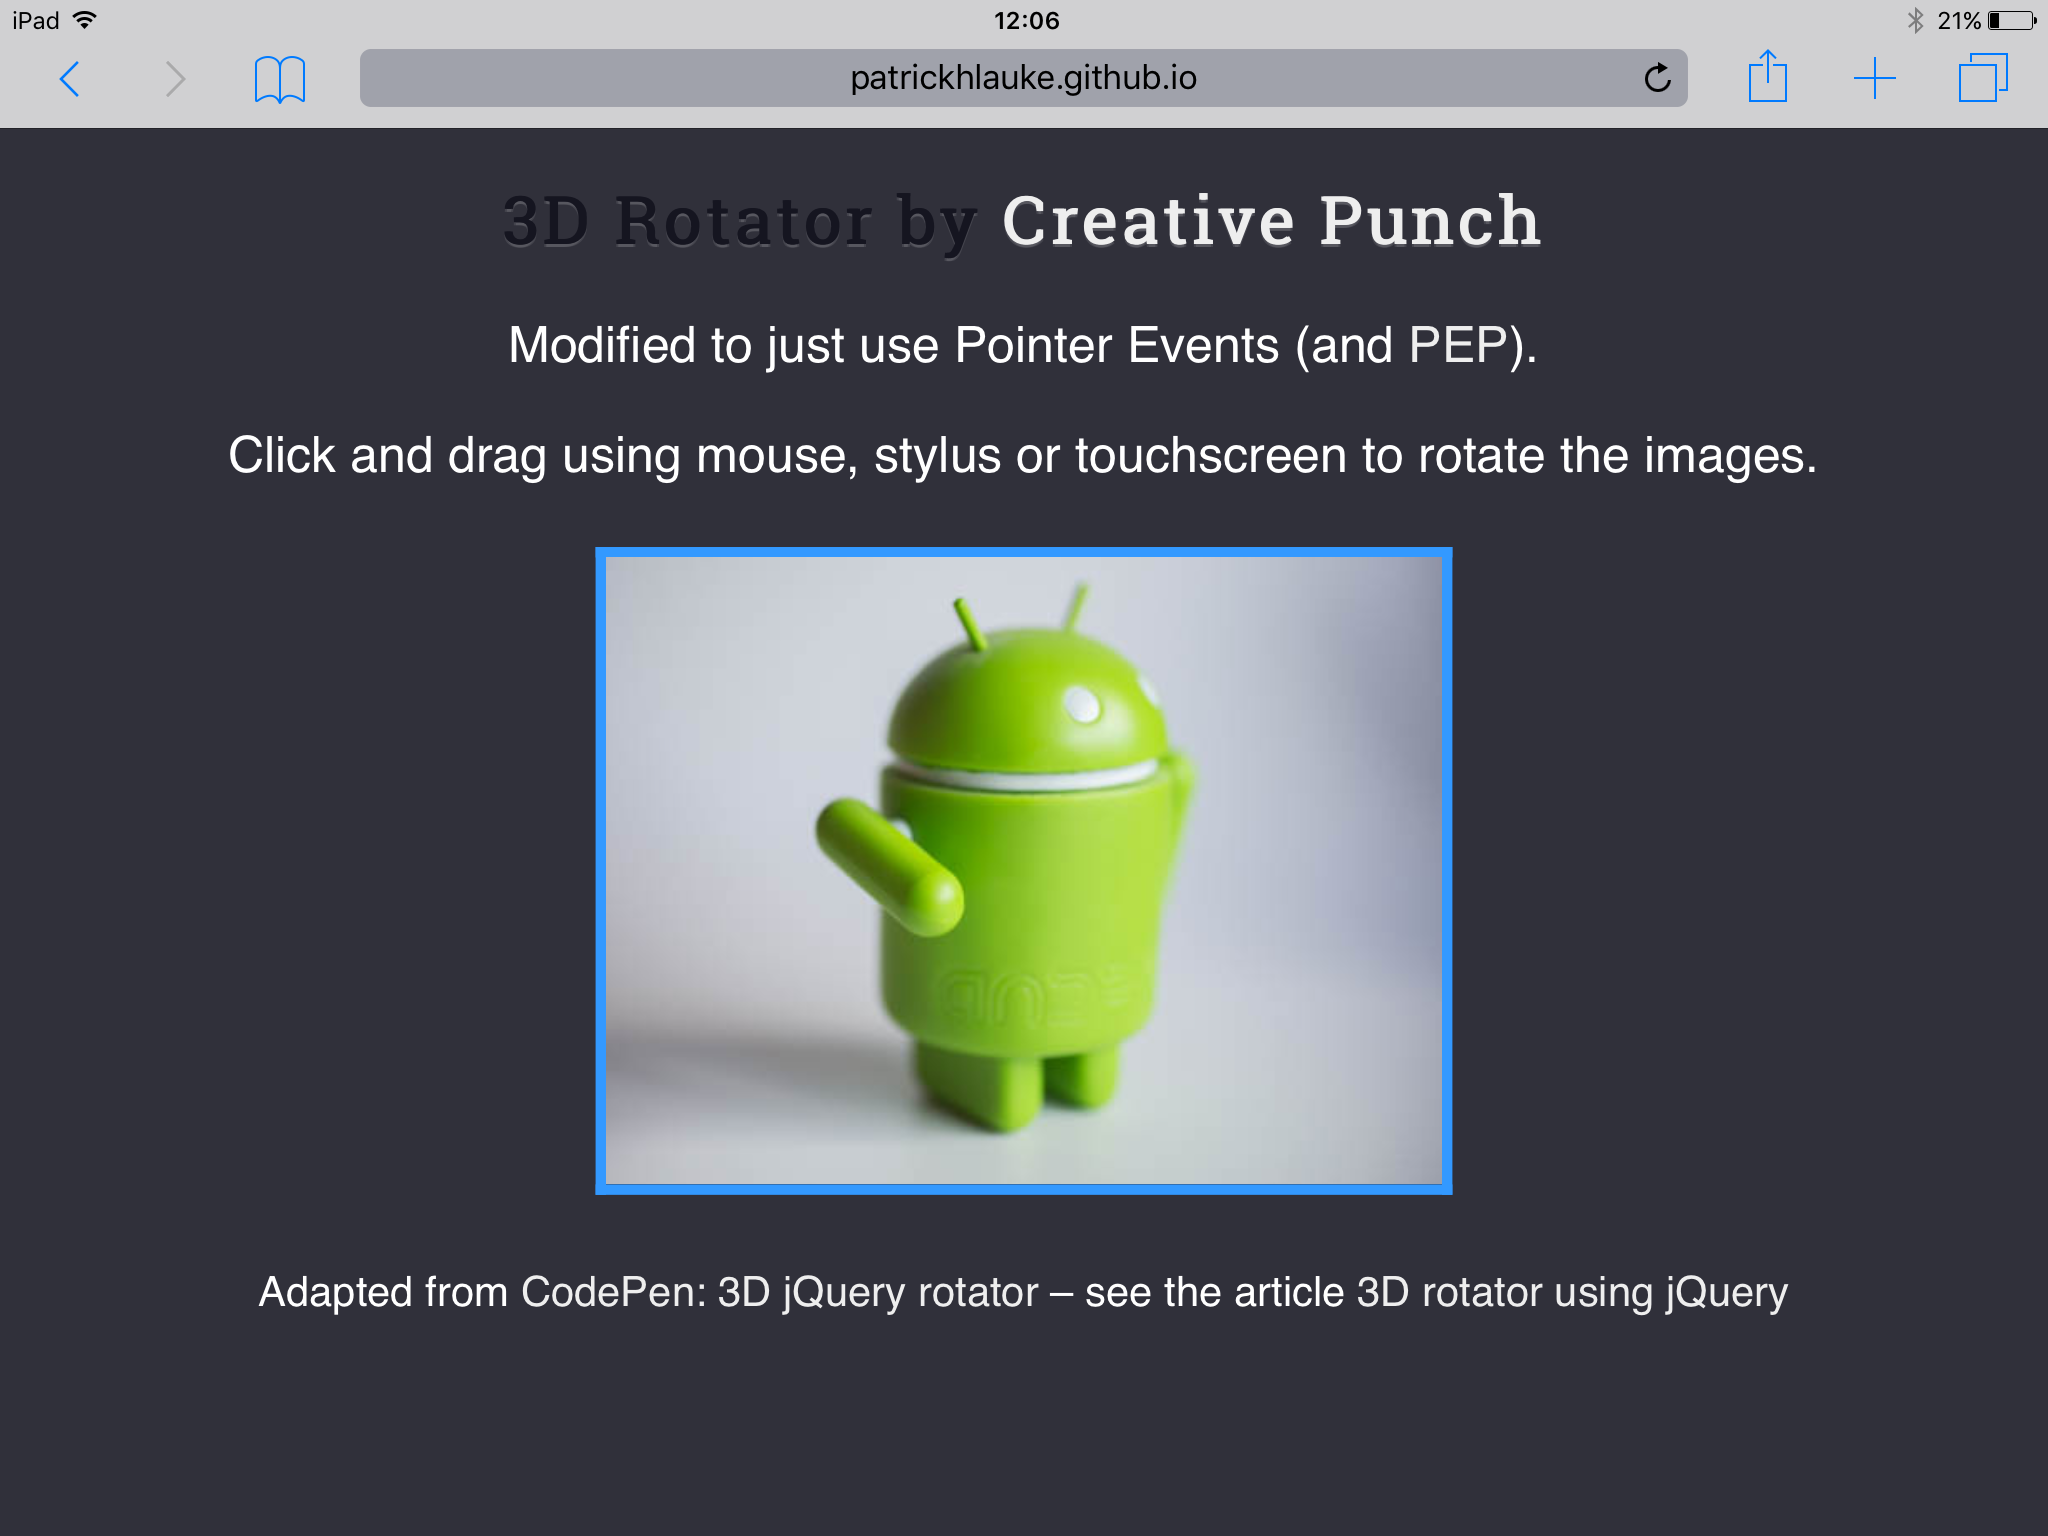 iPad 12:06 21%
patrickhlauke.github.io
3D Rotator by Creative Punch
Modified to just use Pointer Events (and PEP).
Click and drag using mouse, stylus or touchscreen to rotate the images.
Adapted from CodePen: 3D jQuery rotator – see the article 3D rotator using jQuery